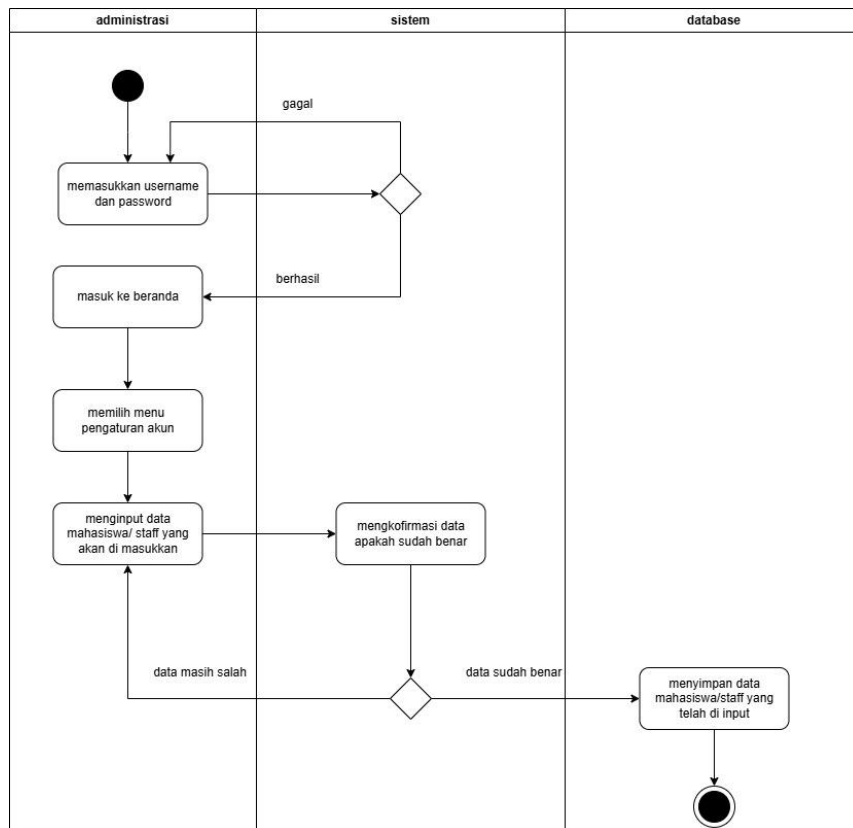 administrasi
sistem
database
gagal
memasukkan username
dan password
berhasil
masuk ke beranda
memilih menu
pengaturan akun
menginput data
mahasiswa/ staff yang
akan di masukkan
mengkofirmasi data
apakah sudah benar
data masih salah
data sudah benar
menyimpan data
mahasiswa/staff yang
telah di input